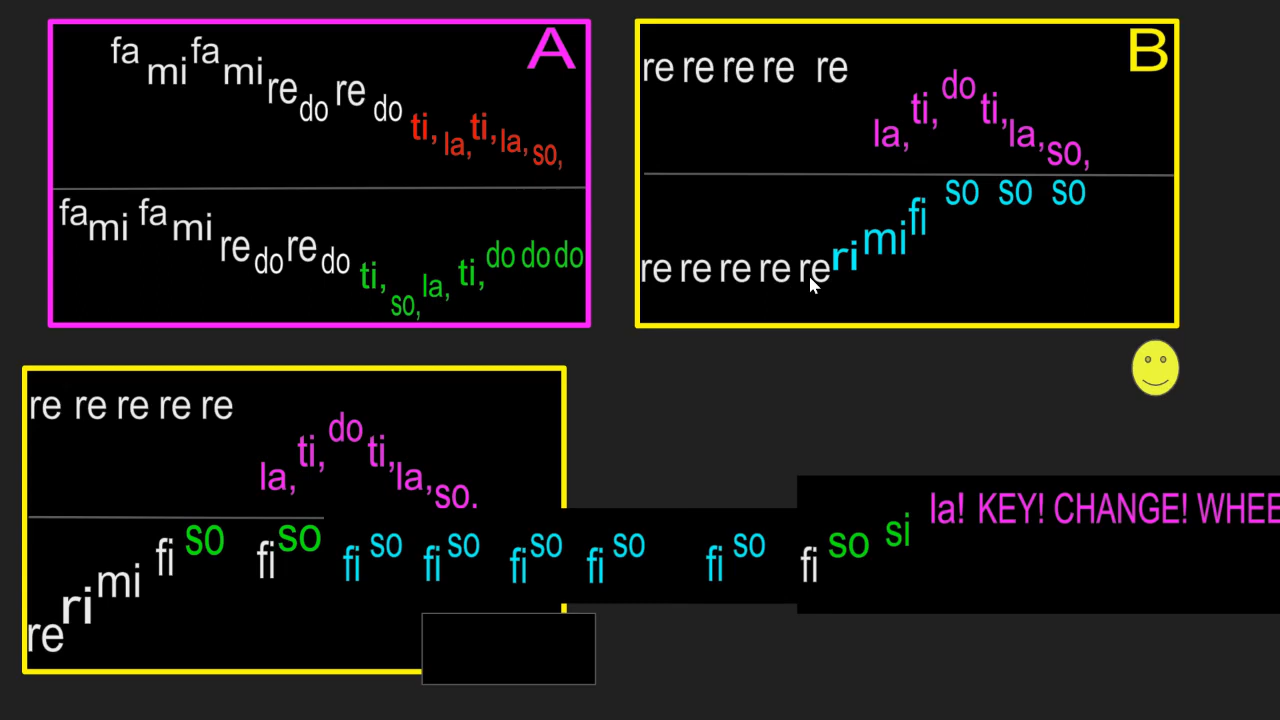 fa mi fa mi re do re do ti, la, ti, la, so,
A
fa mi fa mi re do re do ti, so, la, ti, do do do
re re re re re la, ti, do ti, la, so,
B
re re re re re ri mi fi so so so
re re re re re la, ti, do ti, la, so.
re ri mi fi so fi so fi so fi so fi so fi so fi so fi so si la! KEY! CHANGE! WHEE